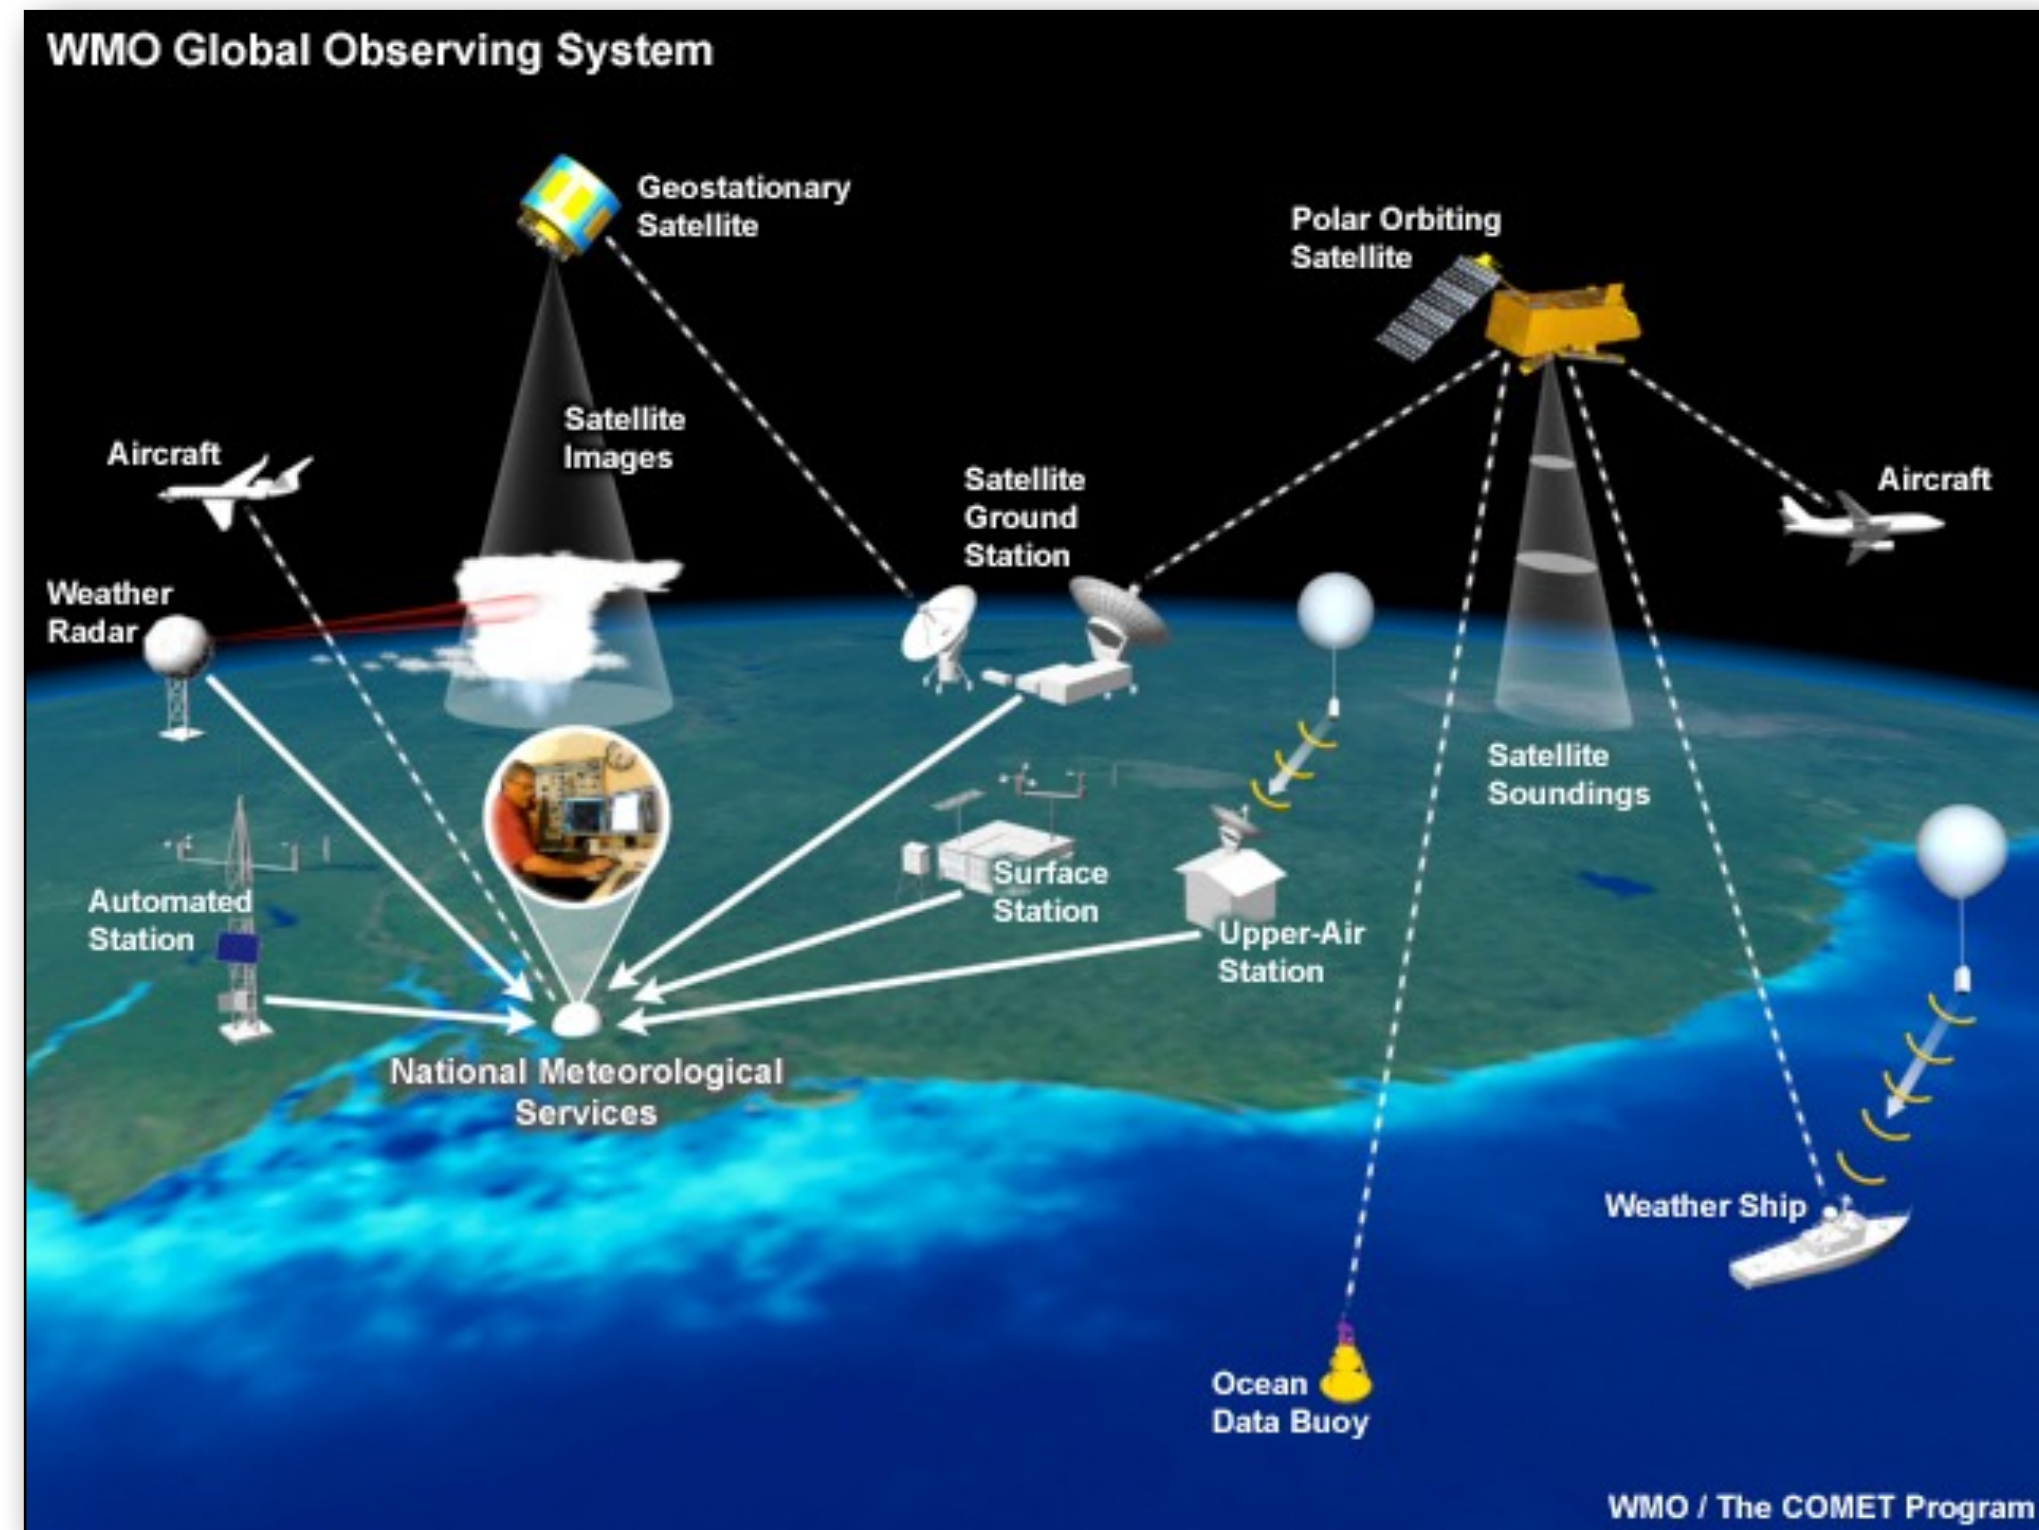 WMO Global Observing System
Geostationary
Satellite
Polar Orbiting
Satellite
Satellite
Images
Aircraft
Satellite
Ground
Station
Aircraft
Weather
Radar
Satellite
Soundings
Automated
Station
Surface
Station
Upper-Air
Station
National Meteorological
Services
Weather Ship
Ocean
Data Buoy
WMO / The COMET Program